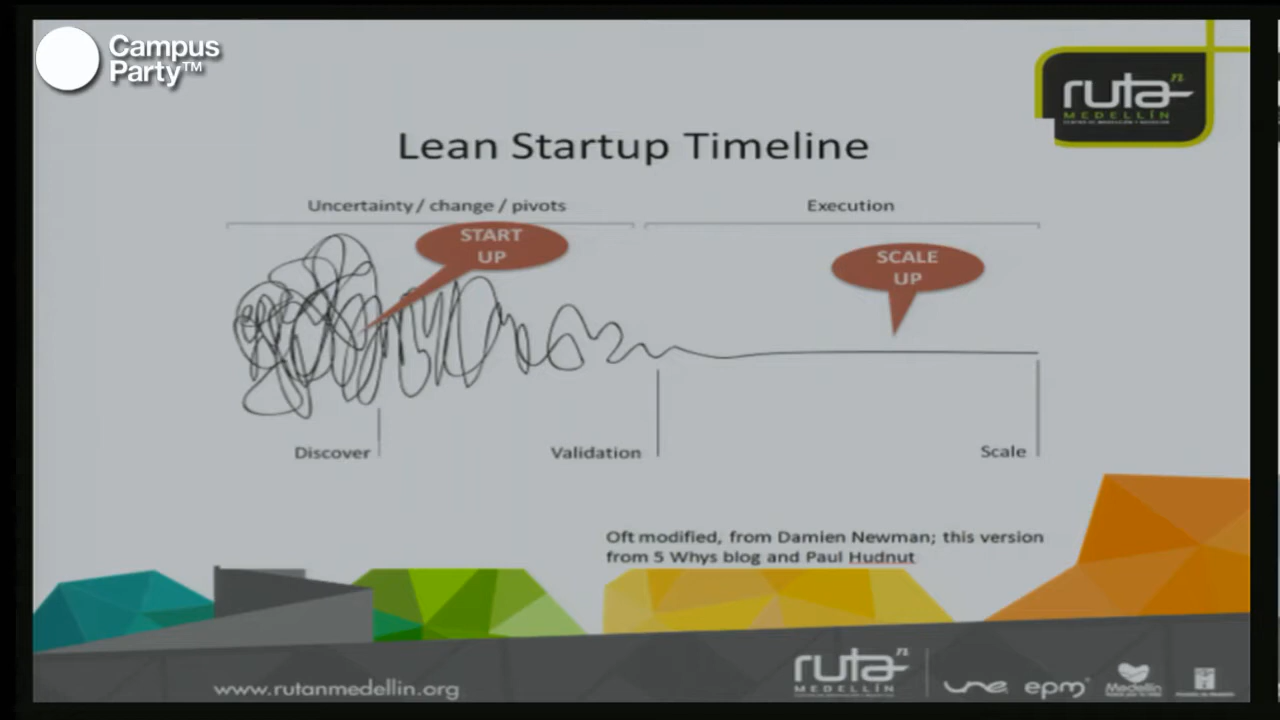 Campus
Party™
ruta n
MEDELLÍN
Lean Startup Timeline
Uncertainty / change / pivots
Execution
START
UP
SCALE
UP
Discover
Validation
Scale
Oft modified, from Damien Newman; this version
from 5 Whys blog and Paul Hudnut
www.rutanmedellin.org
ruta n
MEDELLÍN
une
epm
Medellín